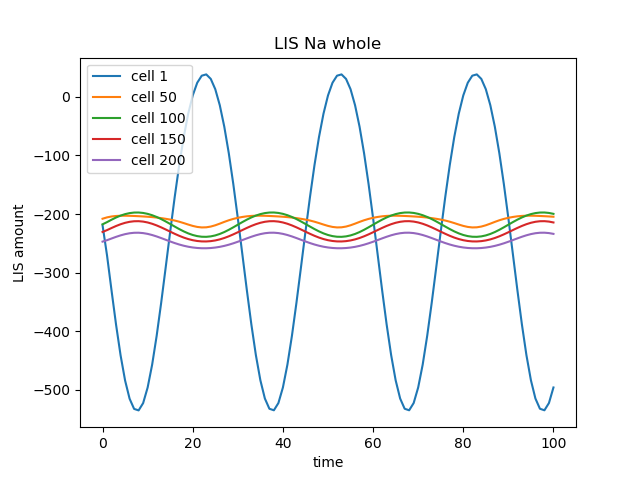 LIS Na whole
cell 1
cell 50
cell 100
cell 150
cell 200
LIS amount
0
−100
−200
−300
−400
−500
0 20 40 60 80 100
time